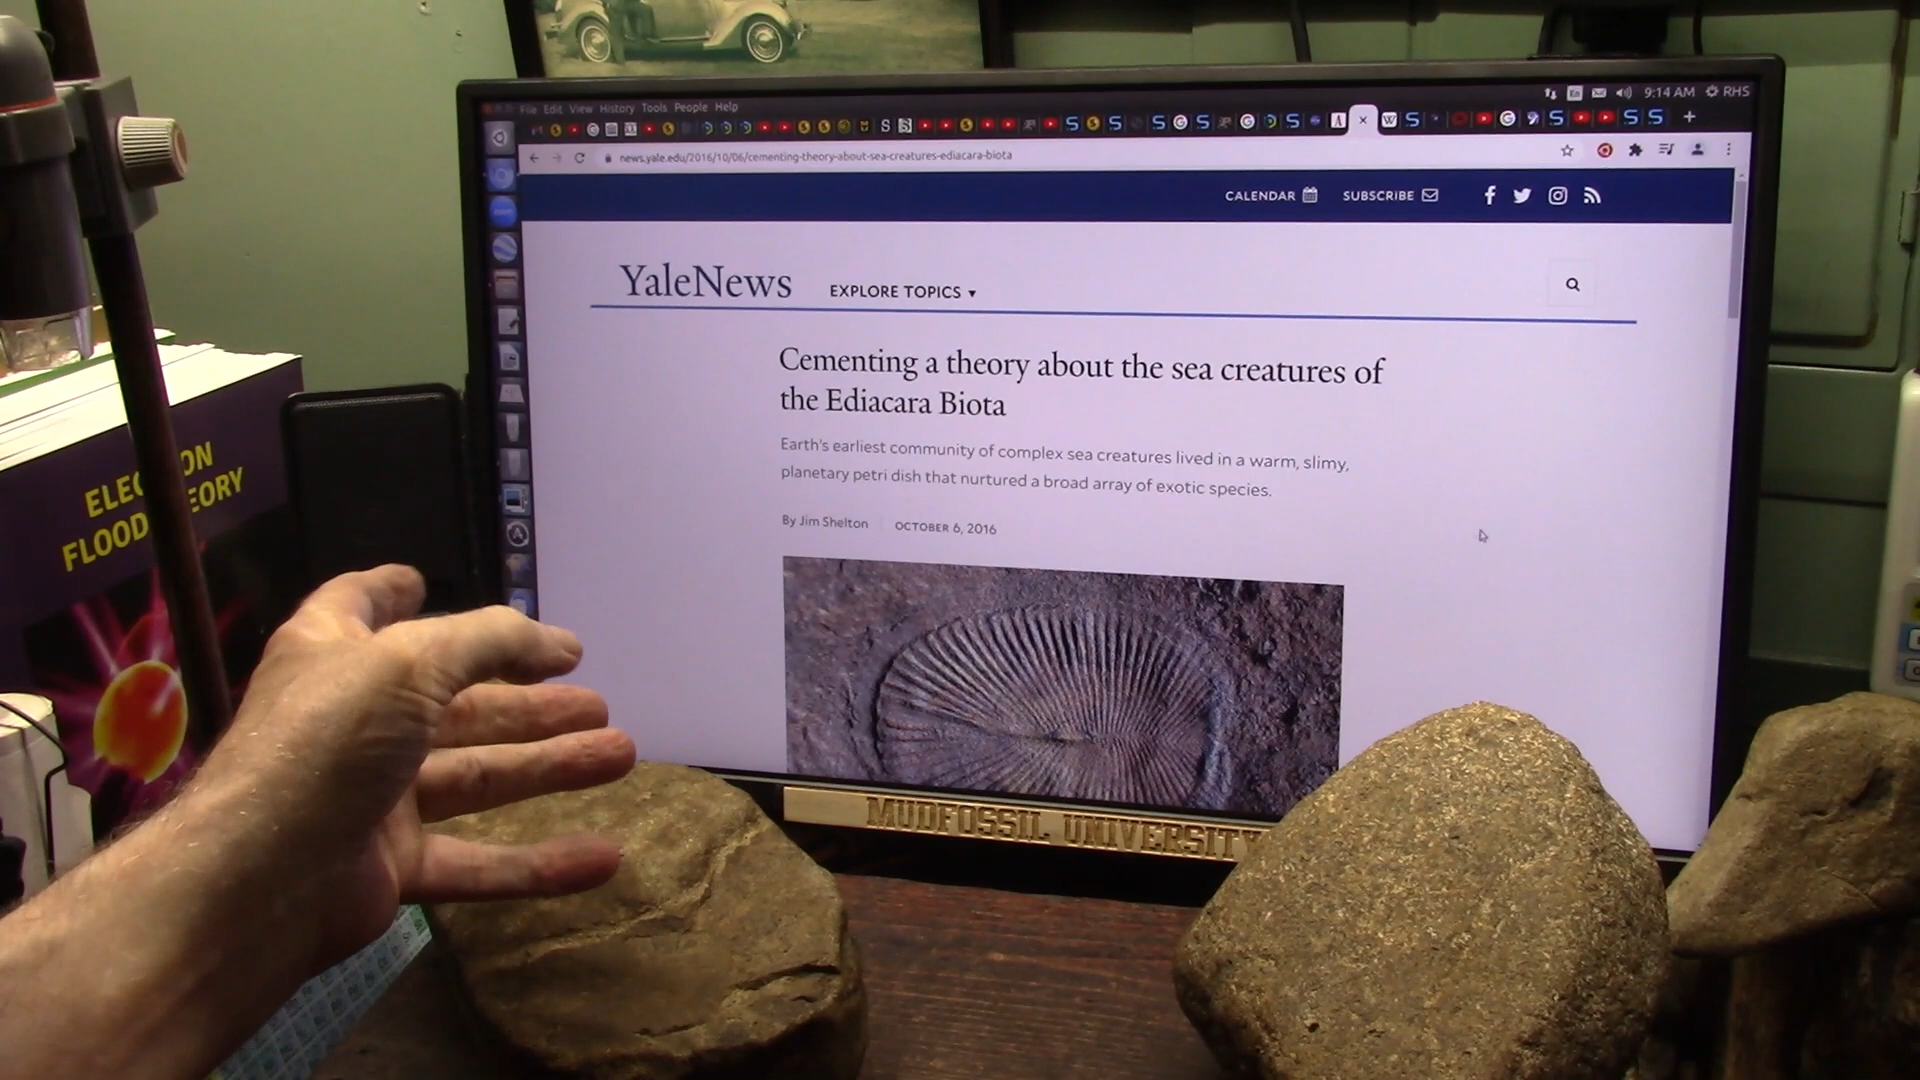 File Edit View History Tools People Help
9:14 AM RHS
news.yale.edu/2016/10/06/cementing-theory-about-sea-creatures-ediacara-biota
CALENDAR SUBSCRIBE
YaleNews EXPLORE TOPICS
Cementing a theory about the sea creatures of
the Ediacara Biota
Earth's earliest community of complex sea creatures lived in a warm, slimy,
planetary petri dish that nurtured a broad array of exotic species.
By Jim Shelton OCTOBER 6, 2016
MUDFOSSIL UNIVERSITY
ELEC ON
FLOOD EORY